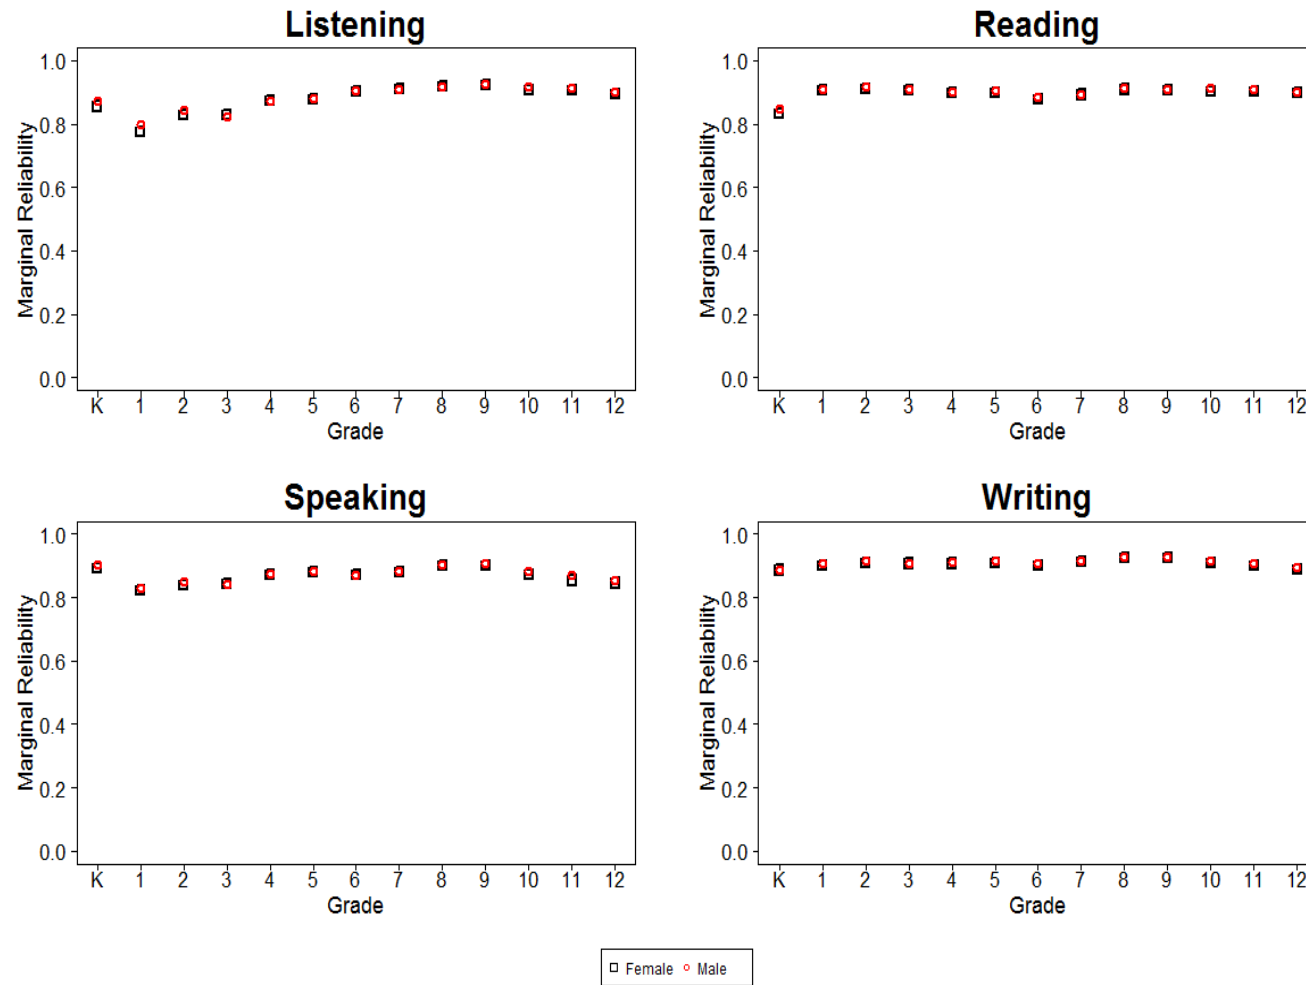 Listening
1.0
0.8
0.6
0.4
0.2
0.0
Marginal Reliability
K 1 2 3 4 5 6 7 8 9 10 11 12
Grade
Reading
1.0
0.8
0.6
0.4
0.2
0.0
Marginal Reliability
K 1 2 3 4 5 6 7 8 9 10 11 12
Grade
Speaking
1.0
0.8
0.6
0.4
0.2
0.0
Marginal Reliability
K 1 2 3 4 5 6 7 8 9 10 11 12
Grade
Writing
1.0
0.8
0.6
0.4
0.2
0.0
Marginal Reliability
K 1 2 3 4 5 6 7 8 9 10 11 12
Grade
Female Male